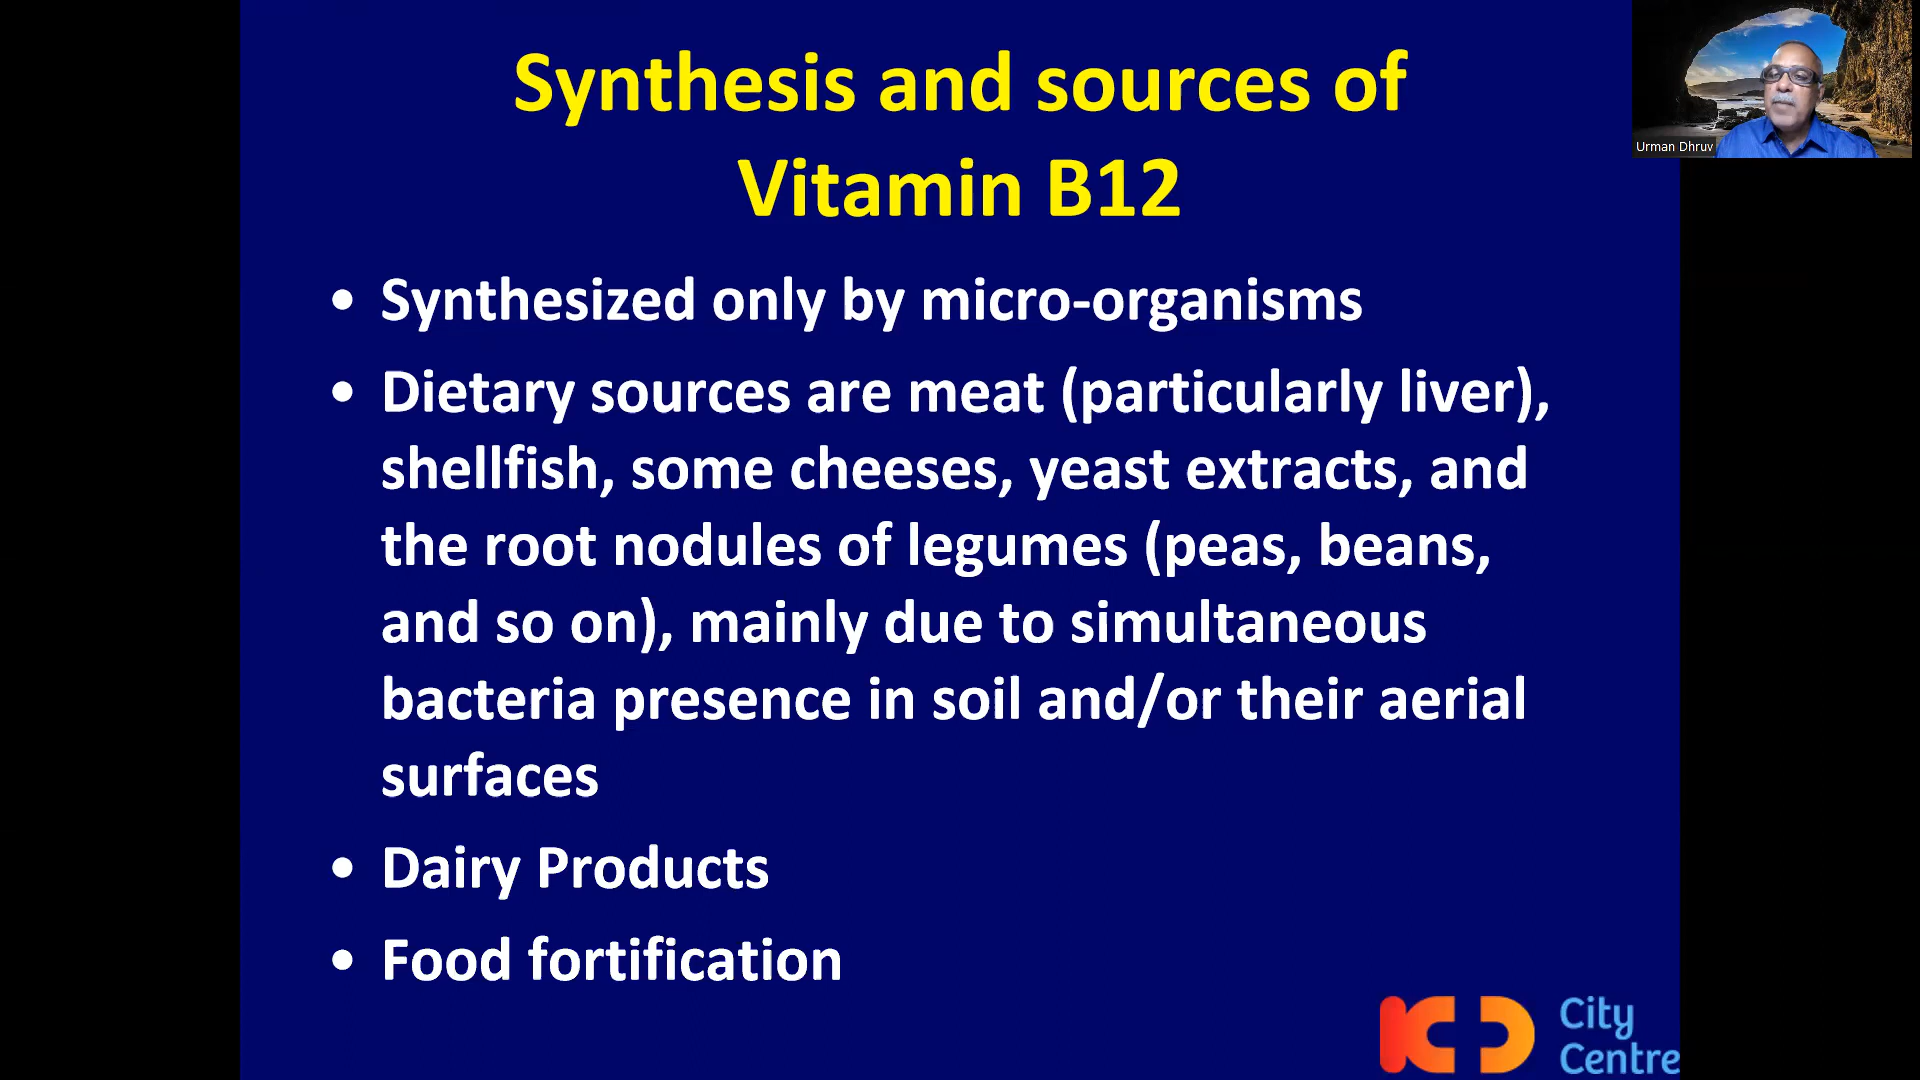 Synthesis and sources of
Vitamin B12
• Synthesized only by micro-organisms
• Dietary sources are meat (particularly liver),
shellfish, some cheeses, yeast extracts, and
the root nodules of legumes (peas, beans,
and so on), mainly due to simultaneous
bacteria presence in soil and/or their aerial
surfaces
• Dairy Products
• Food fortification
Urman Dhruv
KD City
Centre